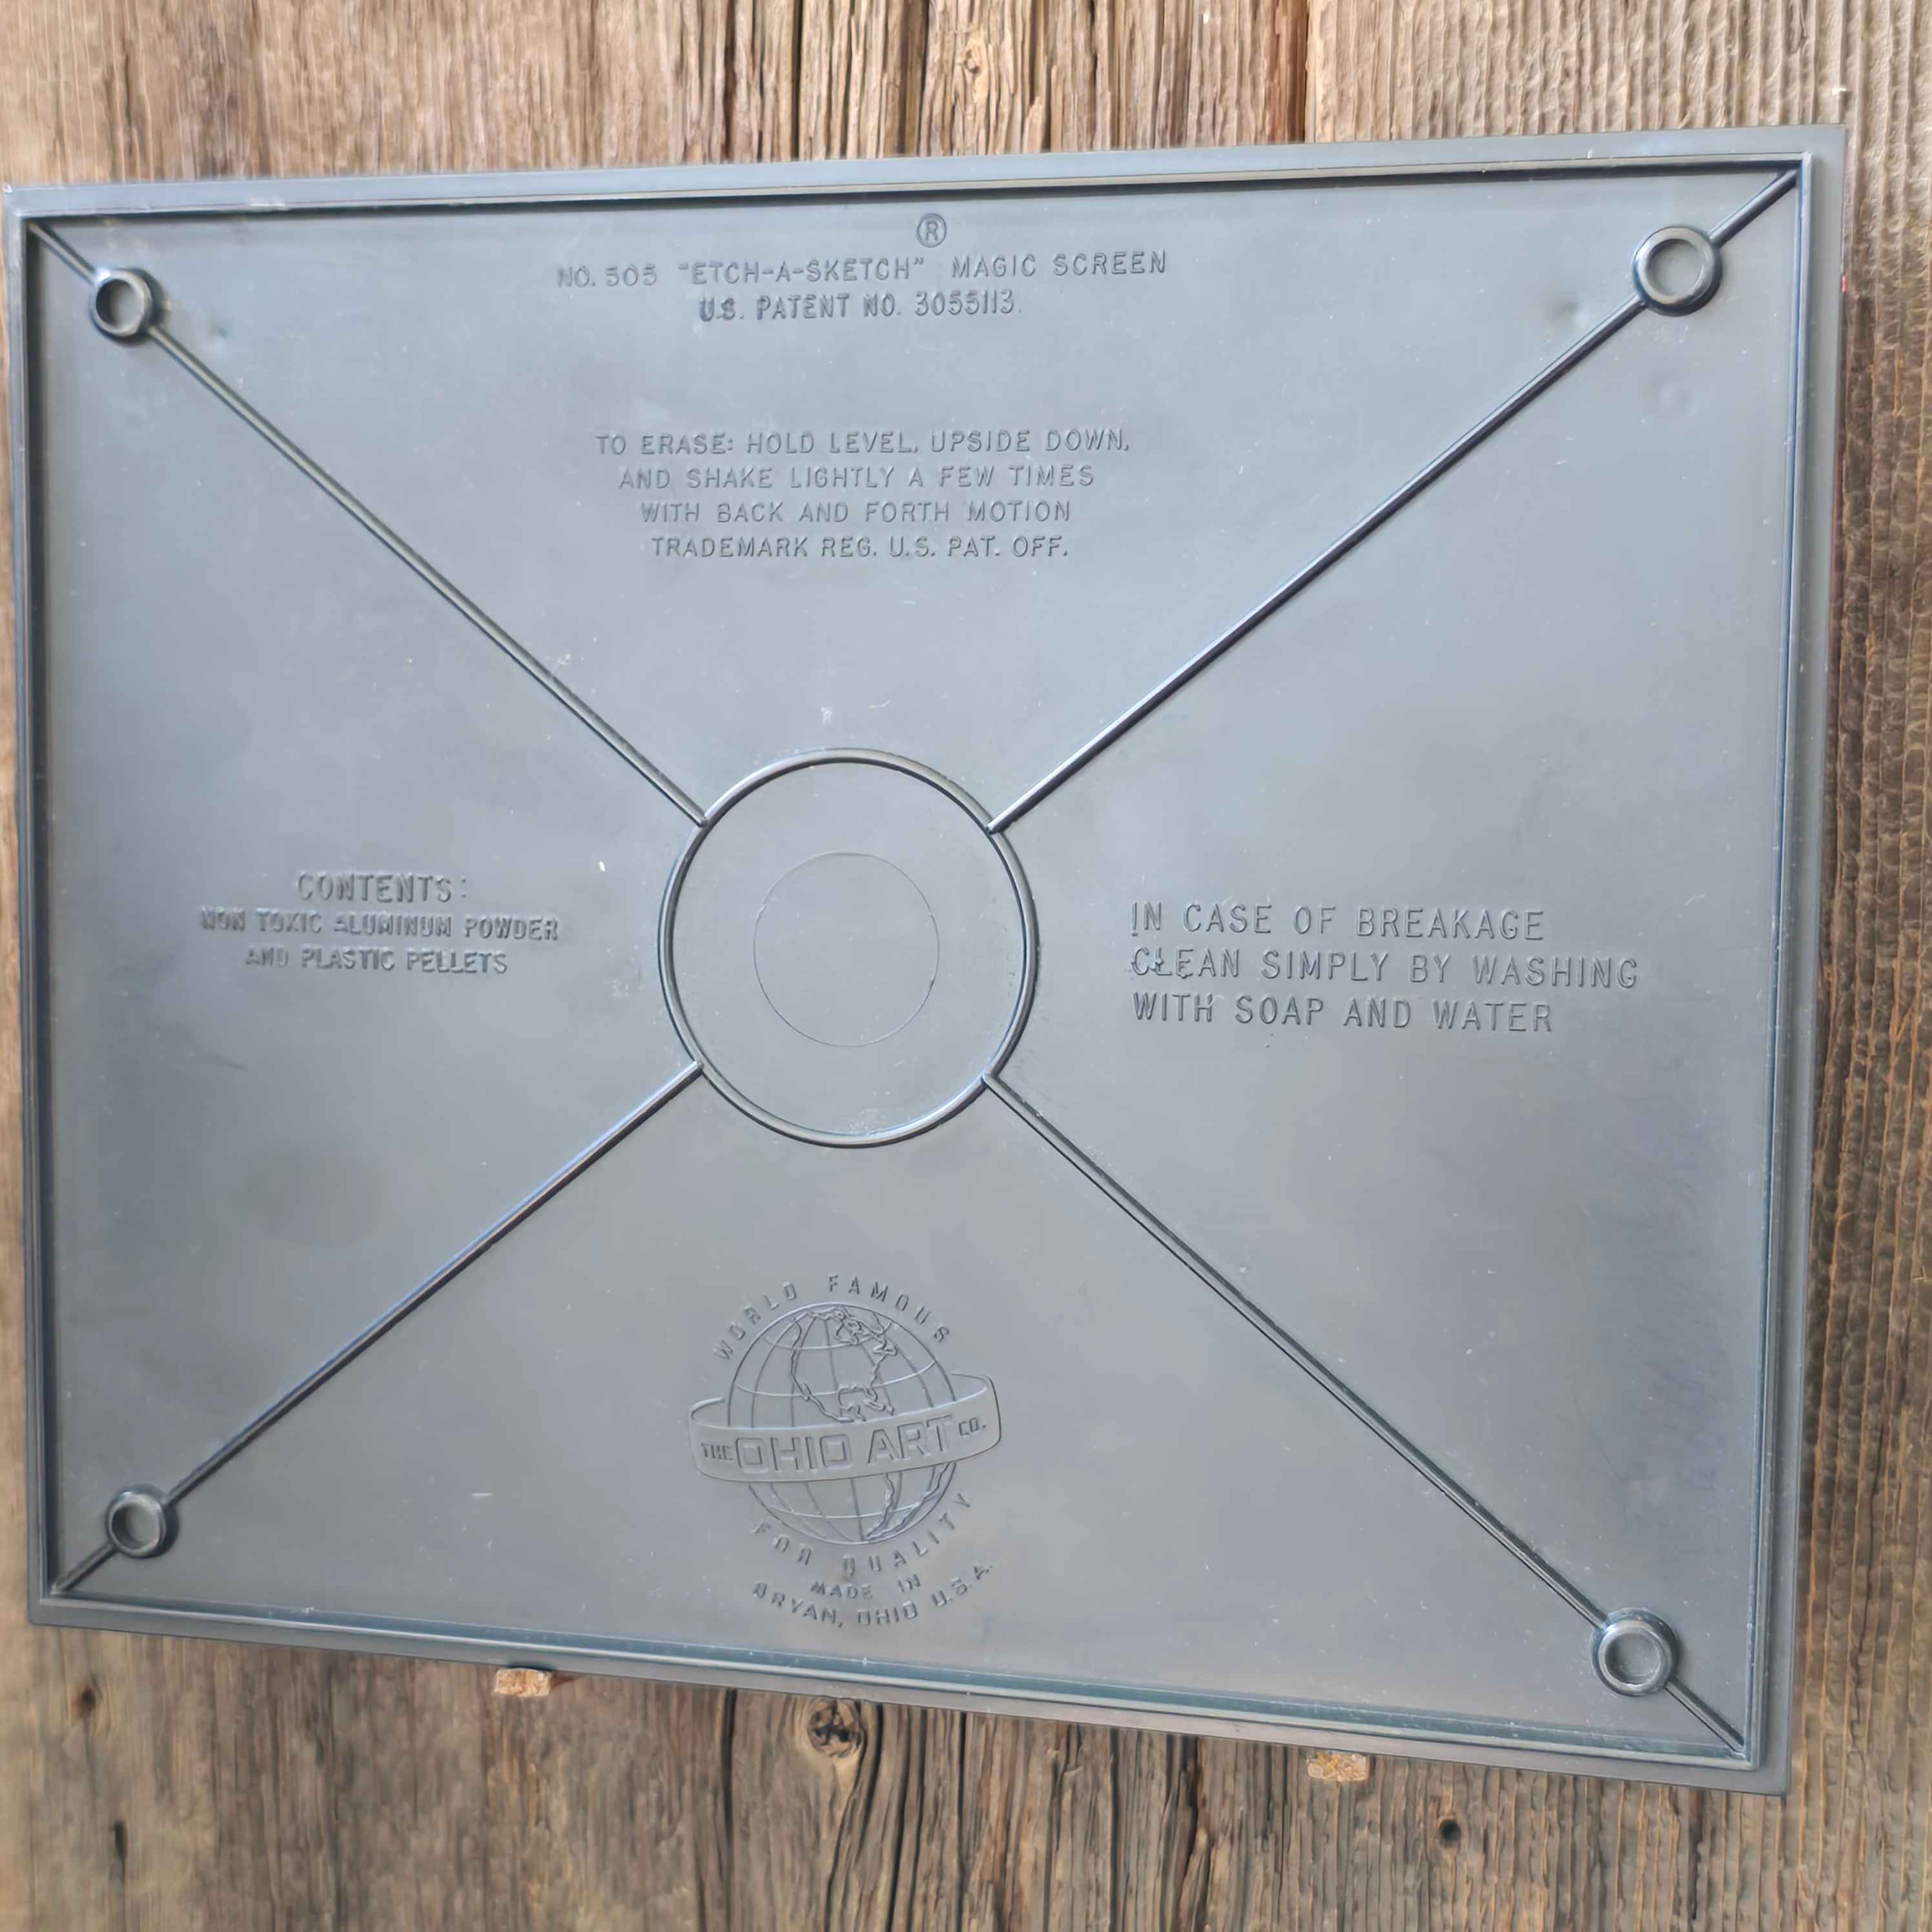 ®
NO. 505 "ETCH-A-SKETCH" MAGIC SCREEN
U.S. PATENT NO. 3055113.
TO ERASE: HOLD LEVEL, UPSIDE DOWN,
AND SHAKE LIGHTLY A FEW TIMES
WITH BACK AND FORTH MOTION
TRADEMARK REG. U.S. PAT. OFF.
CONTENTS:
NON TOXIC ALUMINUM POWDER
AND PLASTIC PELLETS
IN CASE OF BREAKAGE
CLEAN SIMPLY BY WASHING
WITH SOAP AND WATER
WORLD FAMOUS
THE OHIO ART CO.
FOR QUALITY
MADE IN
BRYAN, OHIO U.S.A.